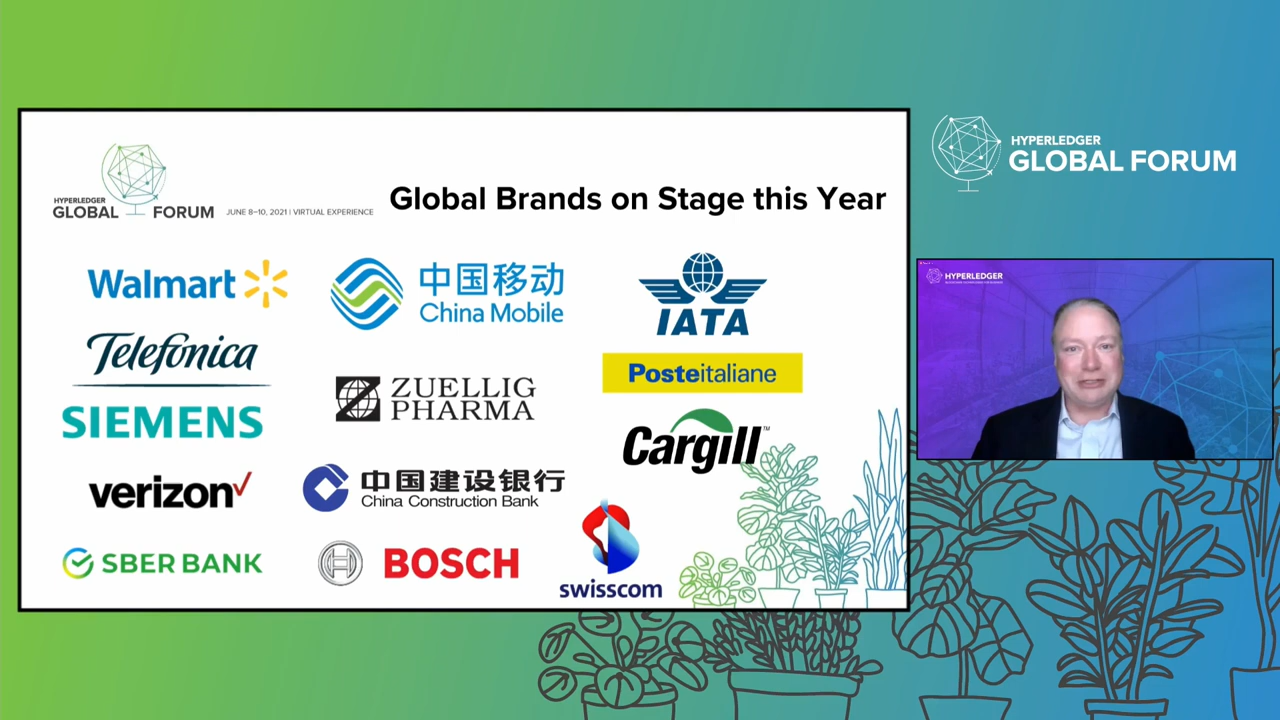 HYPERLEDGER
GLOBAL FORUM
JUNE 8–10, 2021 | VIRTUAL EXPERIENCE
Global Brands on Stage this Year
Walmart
中国移动
China Mobile
IATA
Telefónica
ZUELLIG
PHARMA
Posteitaliane
SIEMENS
Cargill™
verizon
中国建设银行
China Construction Bank
SBER BANK
BOSCH
swisscom
HYPERLEDGER
GLOBAL FORUM
HYPERLEDGER